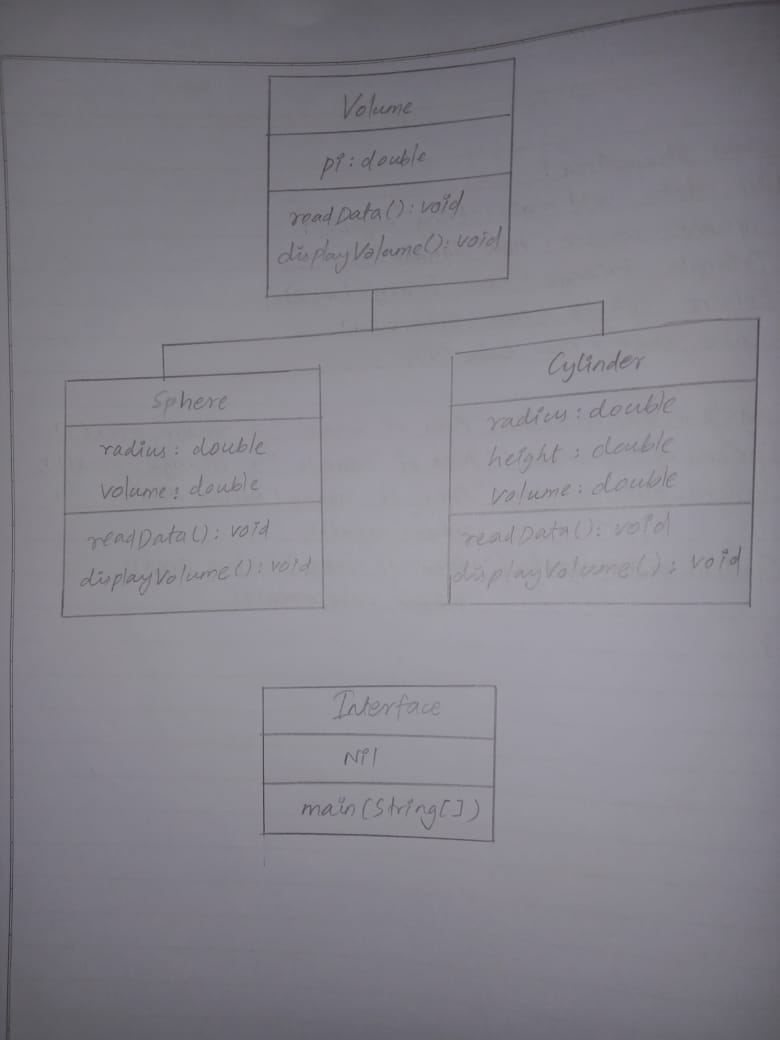 Volume
pi : double
readData() : void
displayVolume() : void
Sphere
radius : double
volume : double
readData() : void
displayVolume() : void
Cylinder
radius : double
height : double
volume : double
readData() : void
displayVolume() : void
Interface
Nil
main(String[])